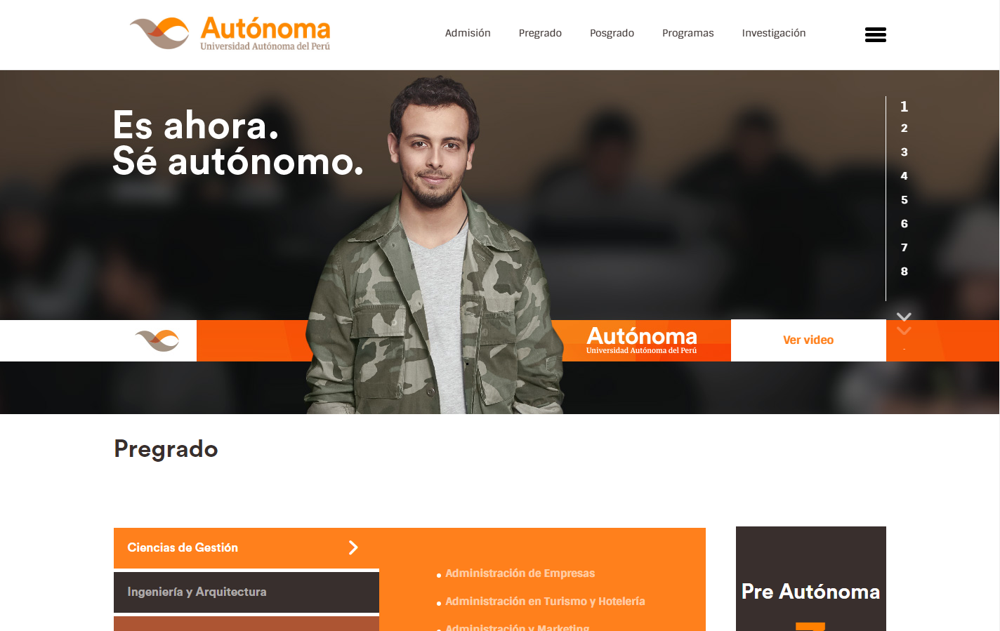 Autónoma
Universidad Autónoma del Perú
Admisión
Pregrado
Posgrado
Programas
Investigación
Es ahora.
Sé autónomo.
1
2
3
4
5
6
7
8
Autónoma
Universidad Autónoma del Perú
Ver video
Pregrado
Ciencias de Gestión
Ingeniería y Arquitectura
Administración de Empresas
Administración en Turismo y Hotelería
Administración y Marketing
Pre Autónoma